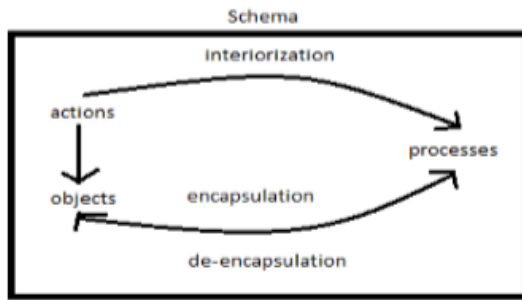 Schema
interiorization
actions
processes
objects
encapsulation
de-encapsulation